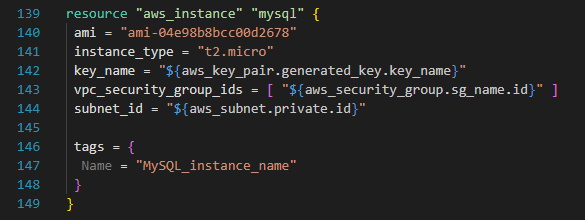 139 resource "aws_instance" "mysql" {
140 ami = "ami-04e98b8bcc00d2678"
141 instance_type = "t2.micro"
142 key_name = "${aws_key_pair.generated_key.key_name}"
143 vpc_security_group_ids = [ "${aws_security_group.sg_name.id}" ]
144 subnet_id = "${aws_subnet.private.id}"
145
146 tags = {
147 Name = "MySQL_instance_name"
148 }
149 }